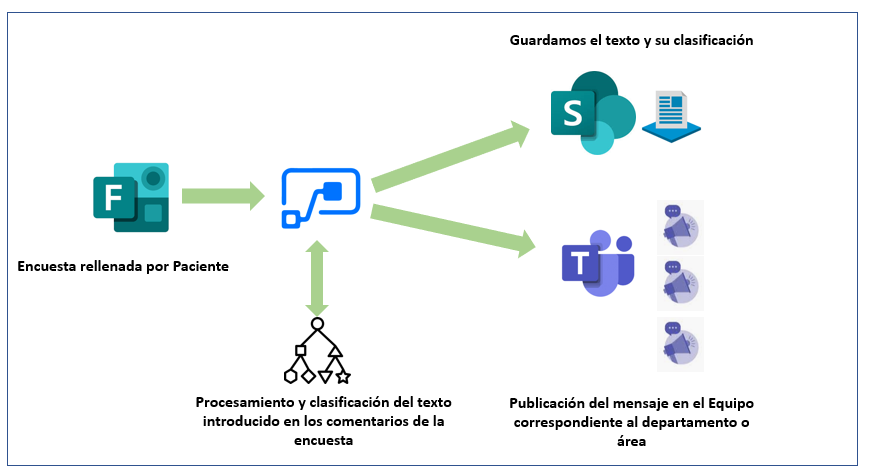 Guardamos el texto y su clasificación
S
F
Encuesta rellenada por Paciente
T
Procesamiento y clasificación del texto
introducido en los comentarios de la
encuesta
Publicación del mensaje en el Equipo
correspondiente al departamento o
área